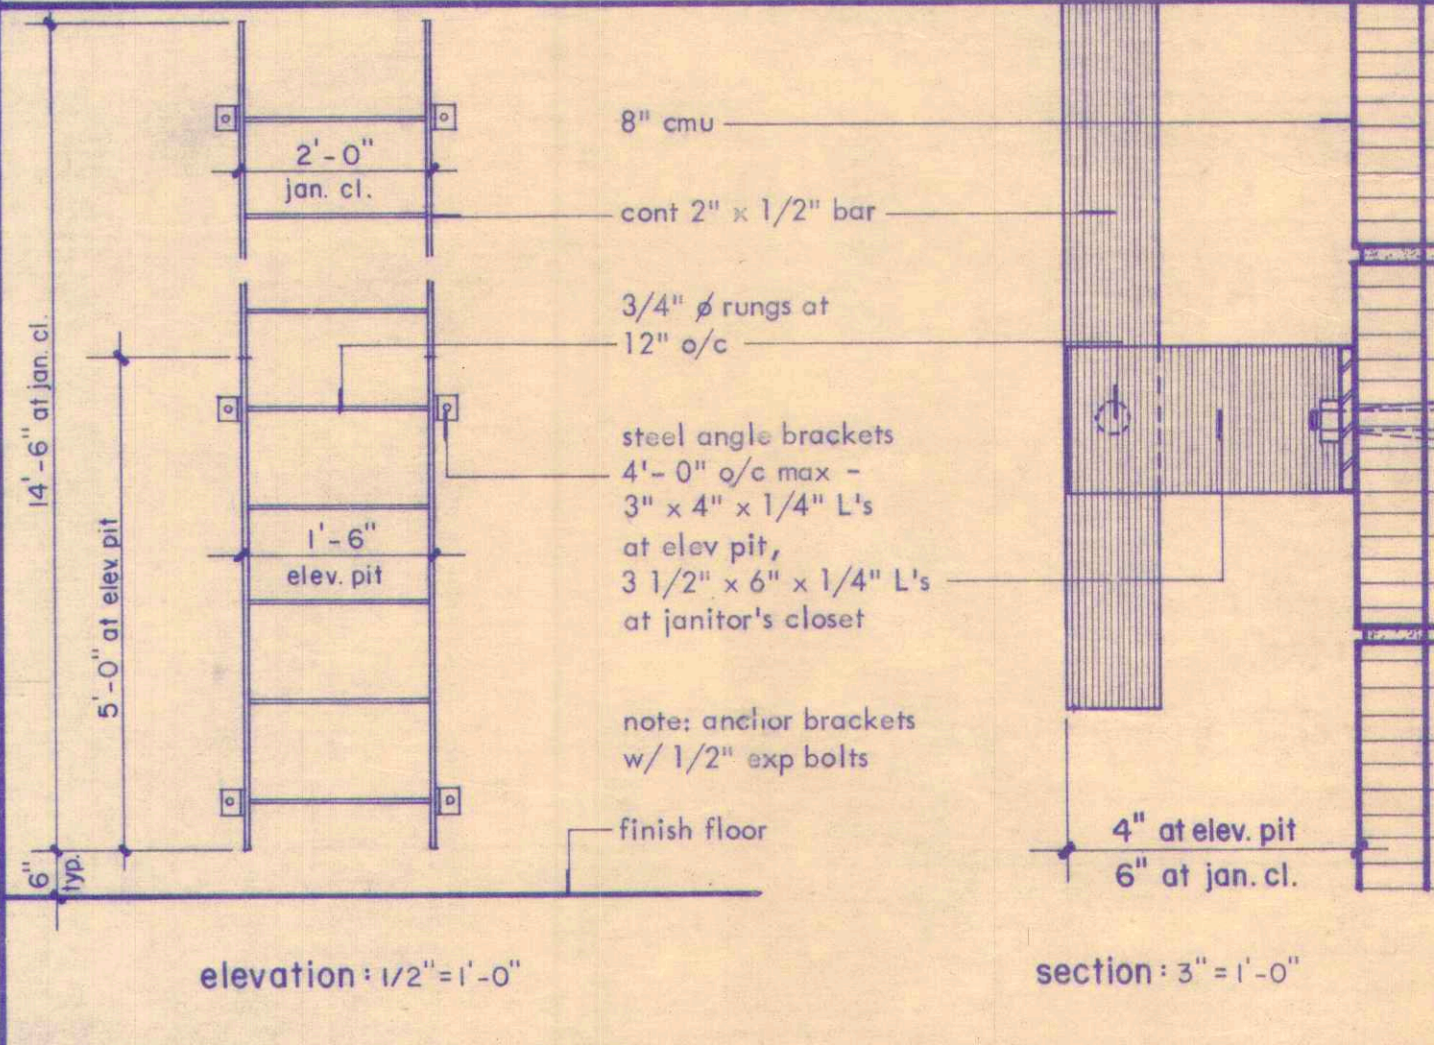 14'-6" at jan. cl.
5'-0" at elev pit
6"
typ.
2'-0"
jan. cl.
1'-6"
elev. pit
8" cmu
cont 2" x 1/2" bar
3/4" ϕ rungs at
12" o/c
steel angle brackets
4'-0" o/c max -
3" x 4" x 1/4" L's
at elev pit,
3 1/2" x 6" x 1/4" L's
at janitor's closet
note: anchor brackets
w/ 1/2" exp bolts
finish floor
4" at elev. pit
6" at jan. cl.
elevation: 1/2"=1'-0"
section: 3"=1'-0"